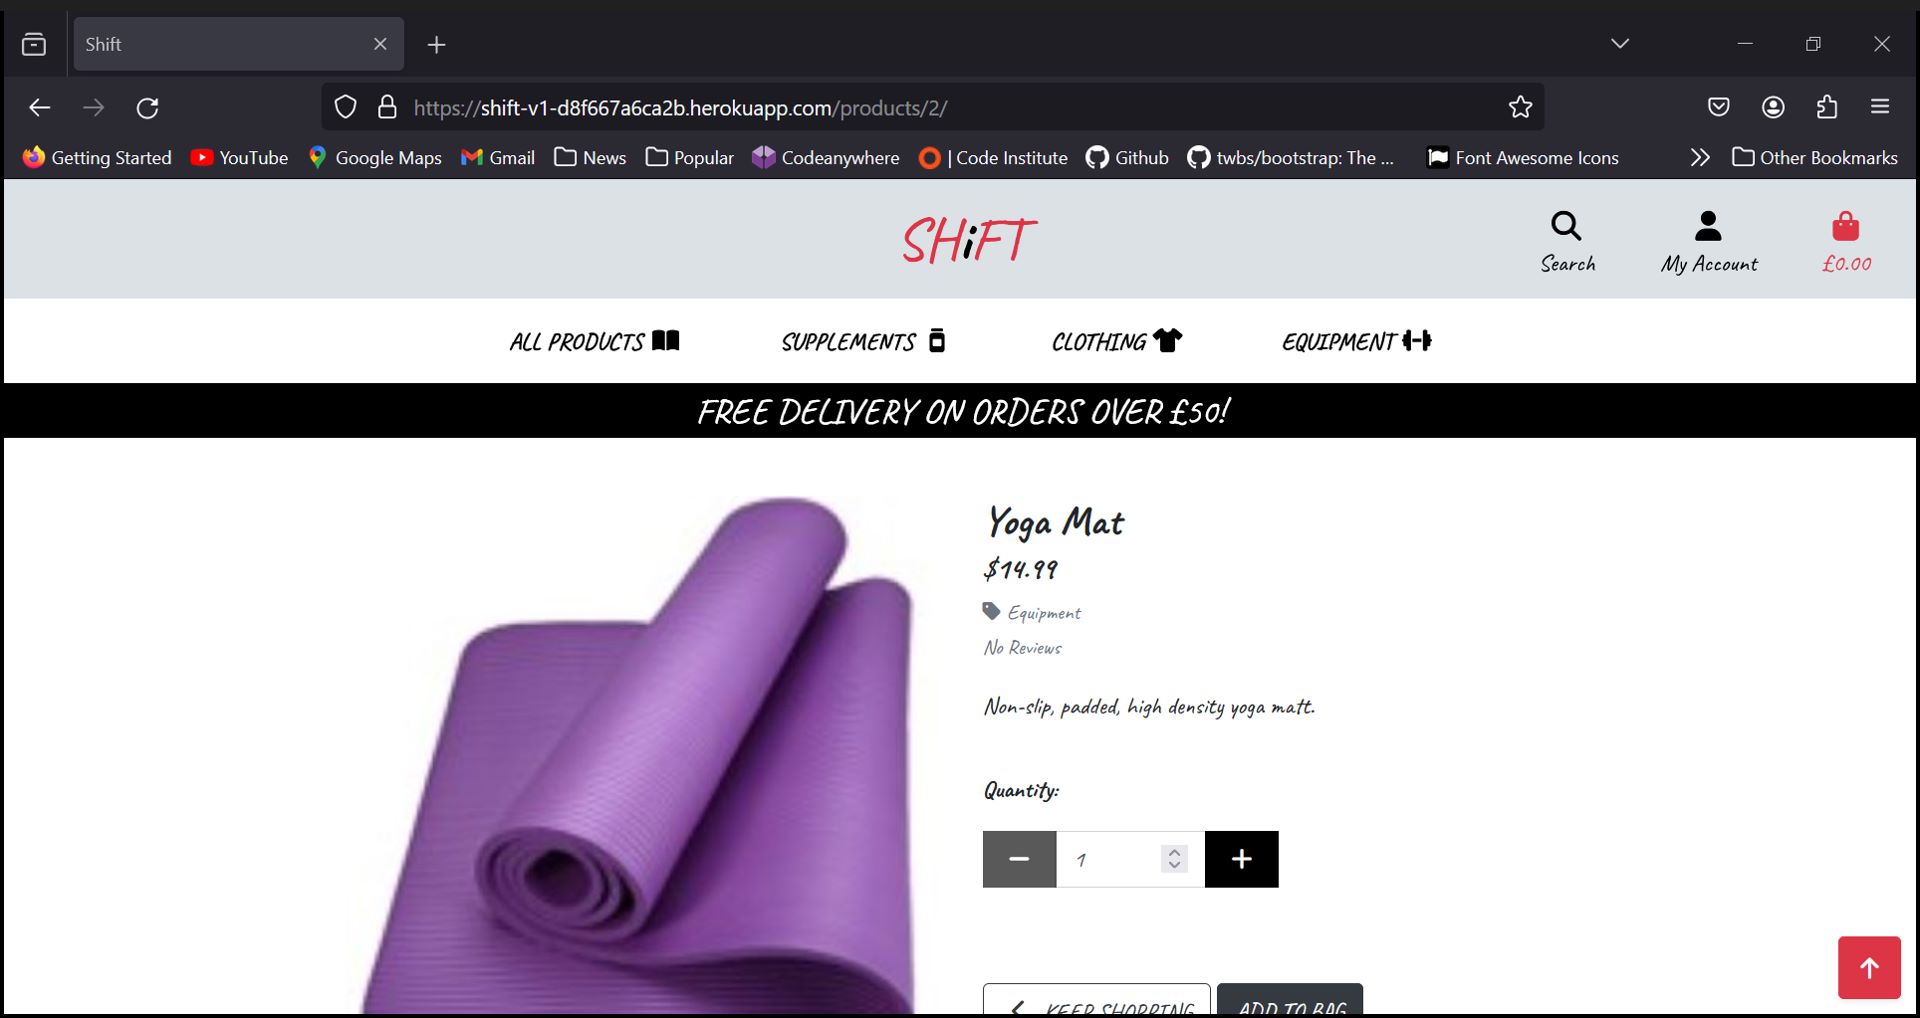 Shift
https://shift-v1-d8f667a6ca2b.herokuapp.com/products/2/
Getting Started YouTube Google Maps Gmail News Popular Codeanywhere | Code Institute Github twbs/bootstrap: The ... Font Awesome Icons Other Bookmarks
SHiFT
Search My Account £0.00
ALL PRODUCTS SUPPLEMENTS CLOTHING EQUIPMENT
FREE DELIVERY ON ORDERS OVER £50!
Yoga Mat
$14.99
Equipment
No Reviews
Non-slip, padded, high density yoga matt.
Quantity:
1
KEEP SHOPPING ADD TO BAG